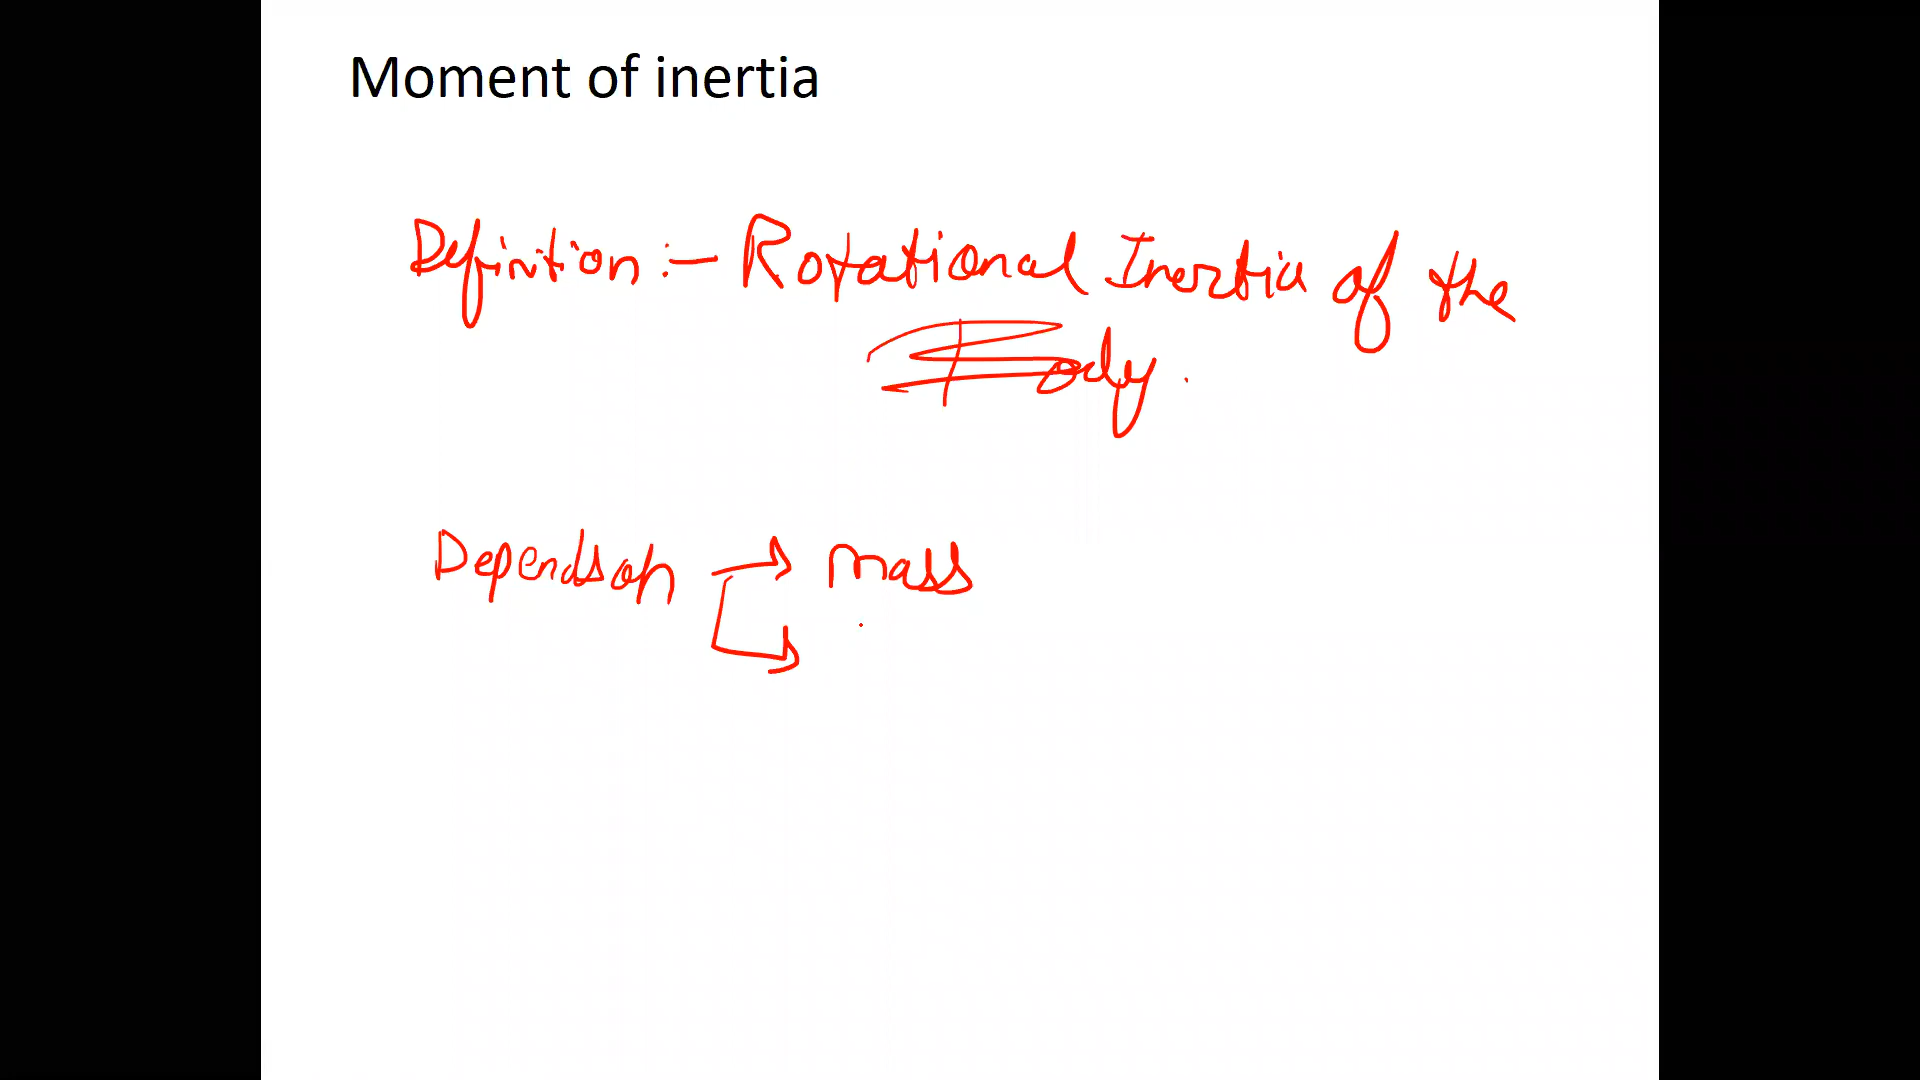 Moment of inertia
Definition:- Rotational Inertia of the
Body.
Depends on → mass